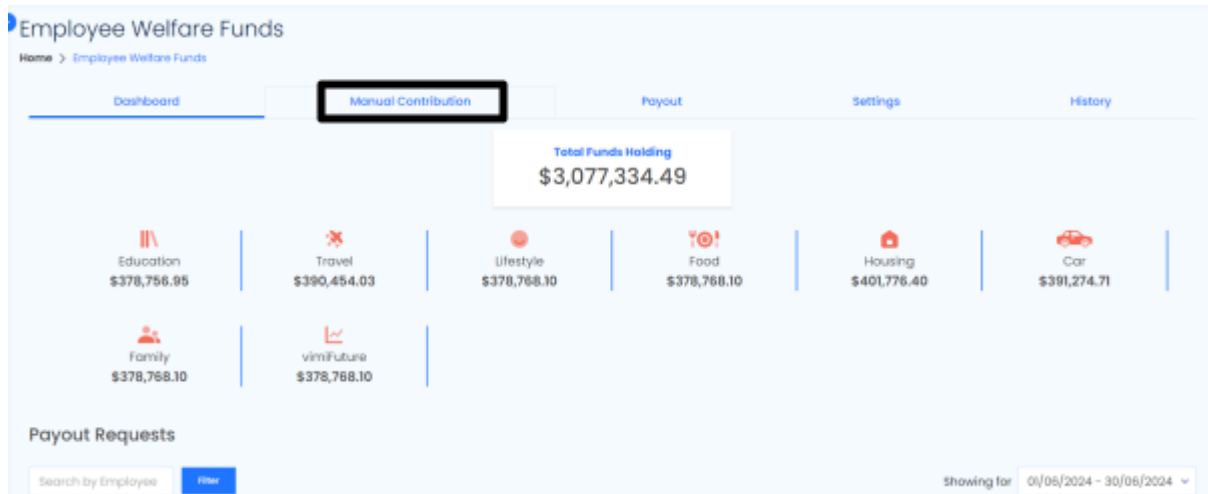 Employee Welfare Funds
Home > Employee Welfare Funds
Dashboard Manual Contribution Payout Settings History
Total Funds Holding
$3,077,334.49
Education Travel Lifestyle Food Housing Car
$378,756.95 $390,454.03 $378,768.10 $378,768.10 $401,776.40 $391,274.71
Family vimiFuture
$378,768.10 $378,768.10
Payout Requests
Search by Employee Filter Showing for 01/06/2024 - 30/06/2024